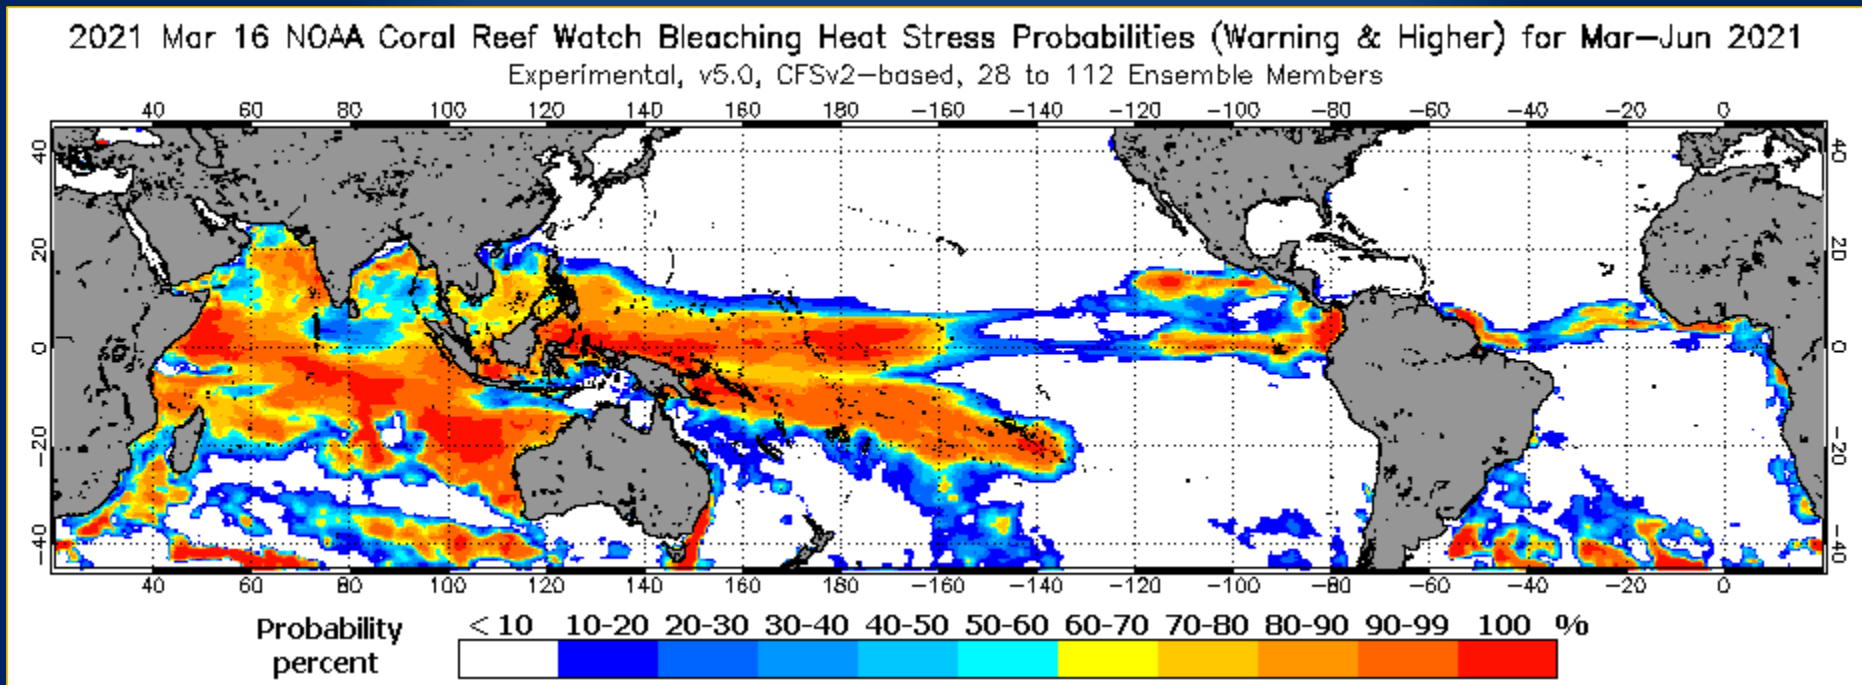 2021 Mar 16 NOAA Coral Reef Watch Bleaching Heat Stress Probabilities (Warning & Higher) for Mar-Jun 2021
Experimental, v5.0, CFSv2-based, 28 to 112 Ensemble Members
40 60 80 100 120 140 160 180 -160 -140 -120 -100 -80 -60 -40 -20 0
40 40
20 20
0 0
-20 -20
-40 -40
40 60 80 100 120 140 160 180 -160 -140 -120 -100 -80 -60 -40 -20 0
Probability percent
< 10 10-20 20-30 30-40 40-50 50-60 60-70 70-80 80-90 90-99 100 %